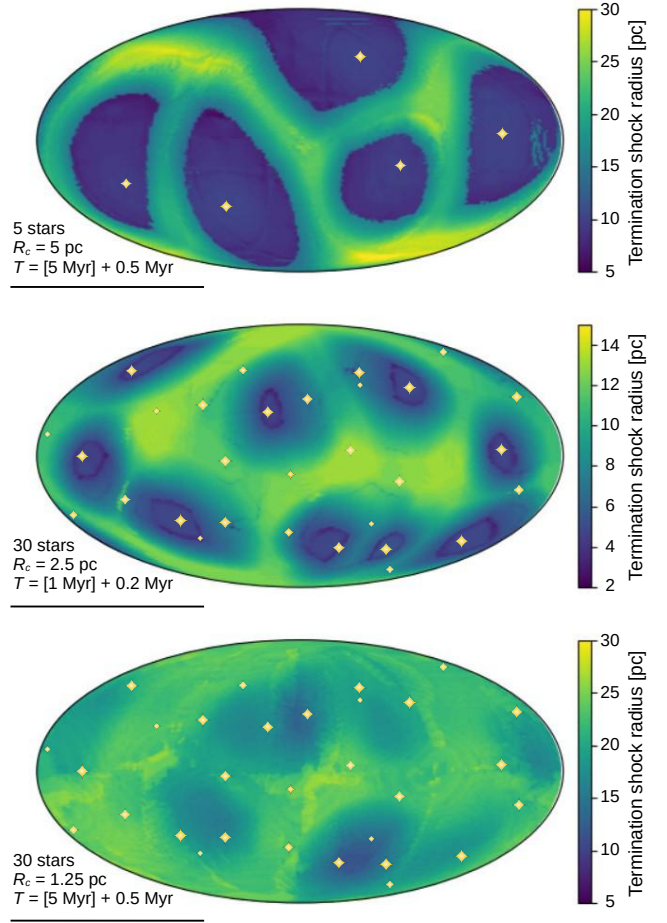 30
25
20
15
10
5
Termination shock radius [pc]
5 stars
R_c = 5 pc
T = [5 Myr] + 0.5 Myr
14
12
10
8
6
4
2
Termination shock radius [pc]
30 stars
R_c = 2.5 pc
T = [1 Myr] + 0.2 Myr
30
25
20
15
10
5
Termination shock radius [pc]
30 stars
R_c = 1.25 pc
T = [5 Myr] + 0.5 Myr